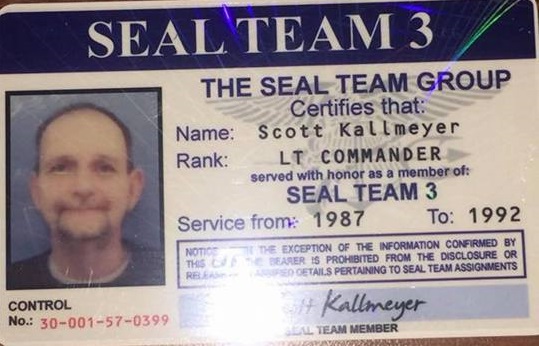 SEAL TEAM 3
THE SEAL TEAM GROUP
Certifies that:
Name: Scott Kallmeyer
Rank: LT COMMANDER
served with honor as a member of:
SEAL TEAM 3
Service from: 1987 To: 1992
NOTICE THE EXCEPTION OF THE INFORMATION CONFIRMED BY
THIS BEARER IS PROHIBITED FROM THE DISCLOSURE OR
DETAILS PERTAINING TO SEAL TEAM ASSIGNMENTS
Kallmeyer
CONTROL
No.: 30-001-57-0399
SEAL TEAM MEMBER